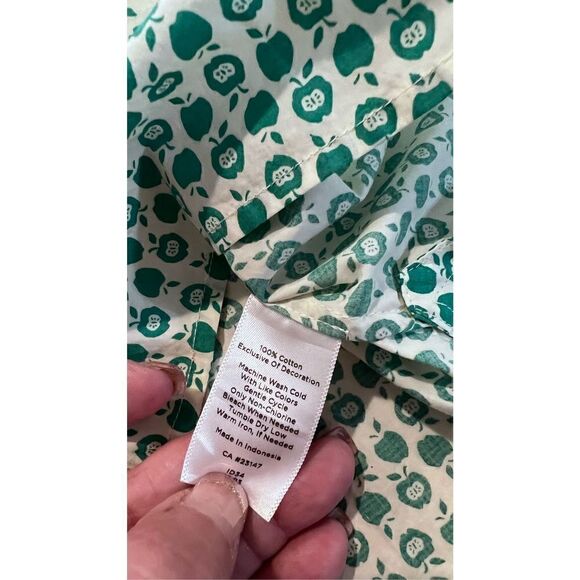 100% Cotton
Exclusive Of Decoration
Machine Wash Cold
With Like Colors
Gentle Cycle
Only Non-Chlorine
Bleach When Needed
Tumble Dry Low
Warm Iron, If Needed
Made In Indonesia
CA #23147
ID34